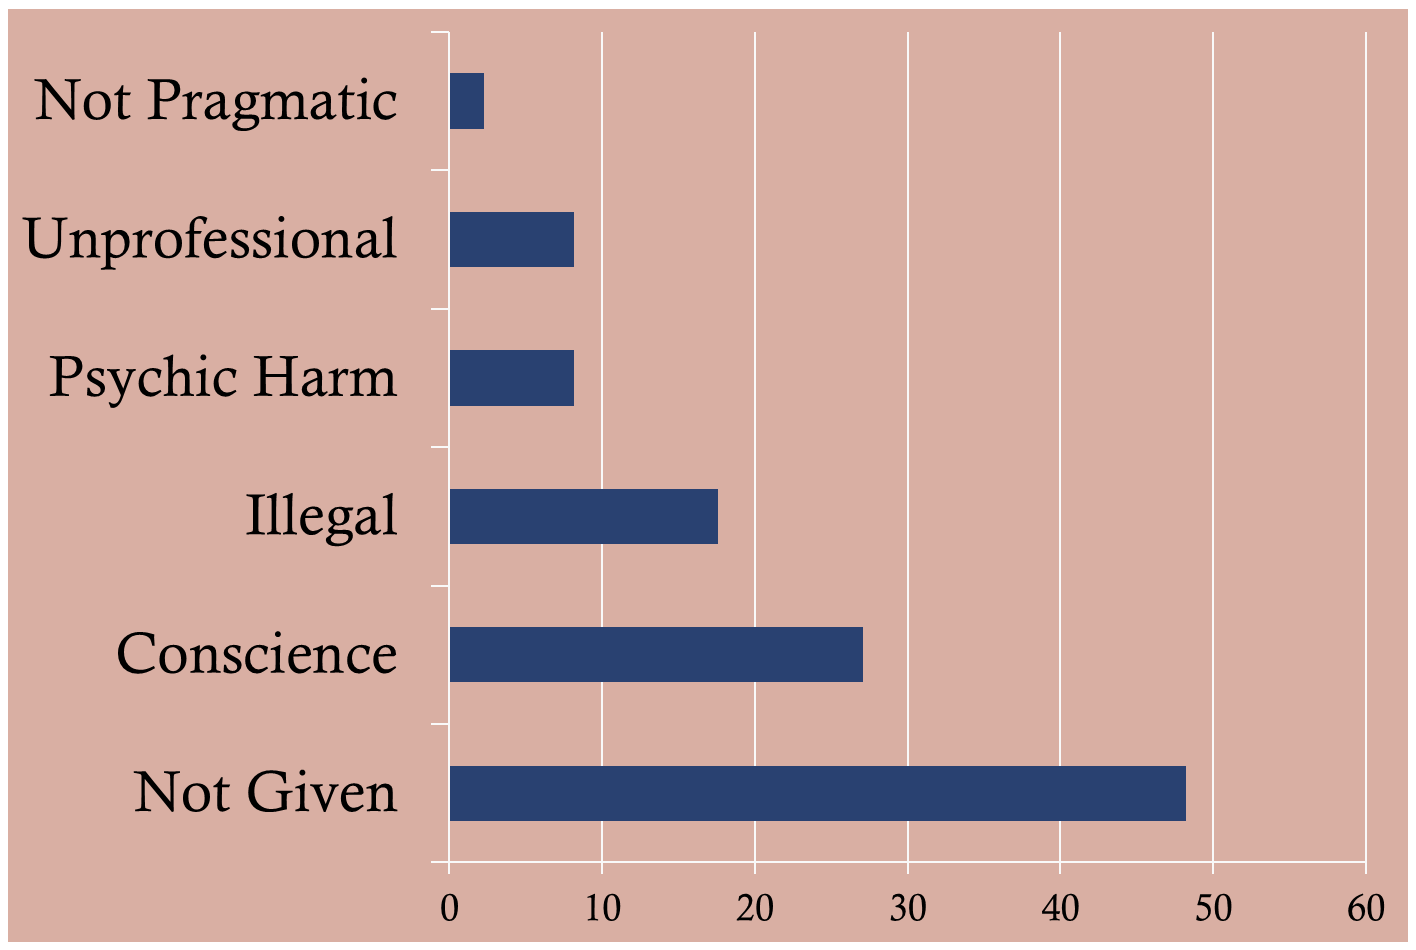 Not Pragmatic
Unprofessional
Psychic Harm
Illegal
Conscience
Not Given
0 10 20 30 40 50 60